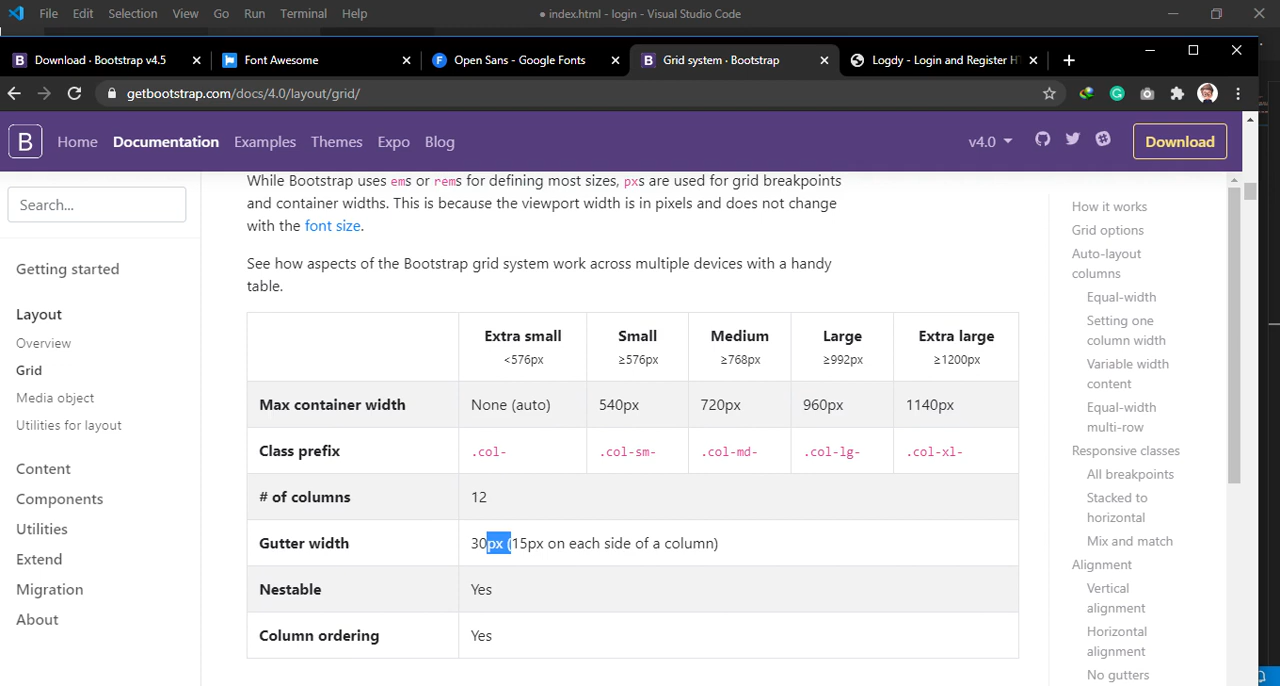 File Edit Selection View Go Run Terminal Help
● index.html - login - Visual Studio Code
Download · Bootstrap v4.5
Font Awesome
Open Sans - Google Fonts
Grid system · Bootstrap
Logdy - Login and Register HT
getbootstrap.com/docs/4.0/layout/grid/
B Home Documentation Examples Themes Expo Blog v4.0 Download
Search...
Getting started
Layout
Overview
Grid
Media object
Utilities for layout
Content
Components
Utilities
Extend
Migration
About
While Bootstrap uses ems or rems for defining most sizes, pxs are used for grid breakpoints
and container widths. This is because the viewport width is in pixels and does not change
with the font size.
See how aspects of the Bootstrap grid system work across multiple devices with a handy
table.
Extra small Small Medium Large Extra large
<576px ≥576px ≥768px ≥992px ≥1200px
Max container width None (auto) 540px 720px 960px 1140px
Class prefix .col- .col-sm- .col-md- .col-lg- .col-xl-
# of columns 12
Gutter width 30px (15px on each side of a column)
Nestable Yes
Column ordering Yes
How it works
Grid options
Auto-layout
columns
Equal-width
Setting one
column width
Variable width
content
Equal-width
multi-row
Responsive classes
All breakpoints
Stacked to
horizontal
Mix and match
Alignment
Vertical
alignment
Horizontal
alignment
No gutters